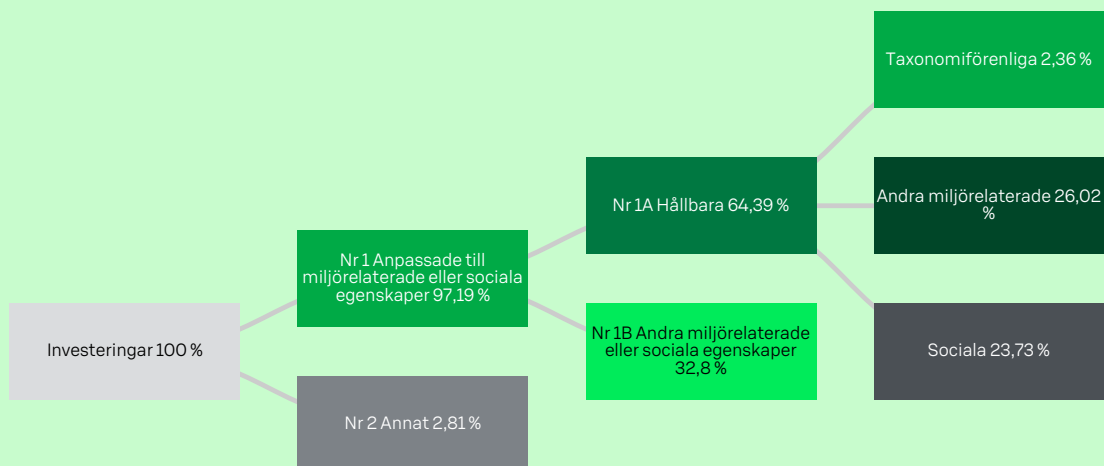 Investeringar 100 %
Nr 1 Anpassade till
miljörelaterade eller sociala
egenskaper 97,19 %
Nr 2 Annat 2,81 %
Nr 1A Hållbara 64,39 %
Nr 1B Andra miljörelaterade
eller sociala egenskaper
32,8 %
Taxonomiförenliga 2,36 %
Andra miljörelaterade 26,02
%
Sociala 23,73 %